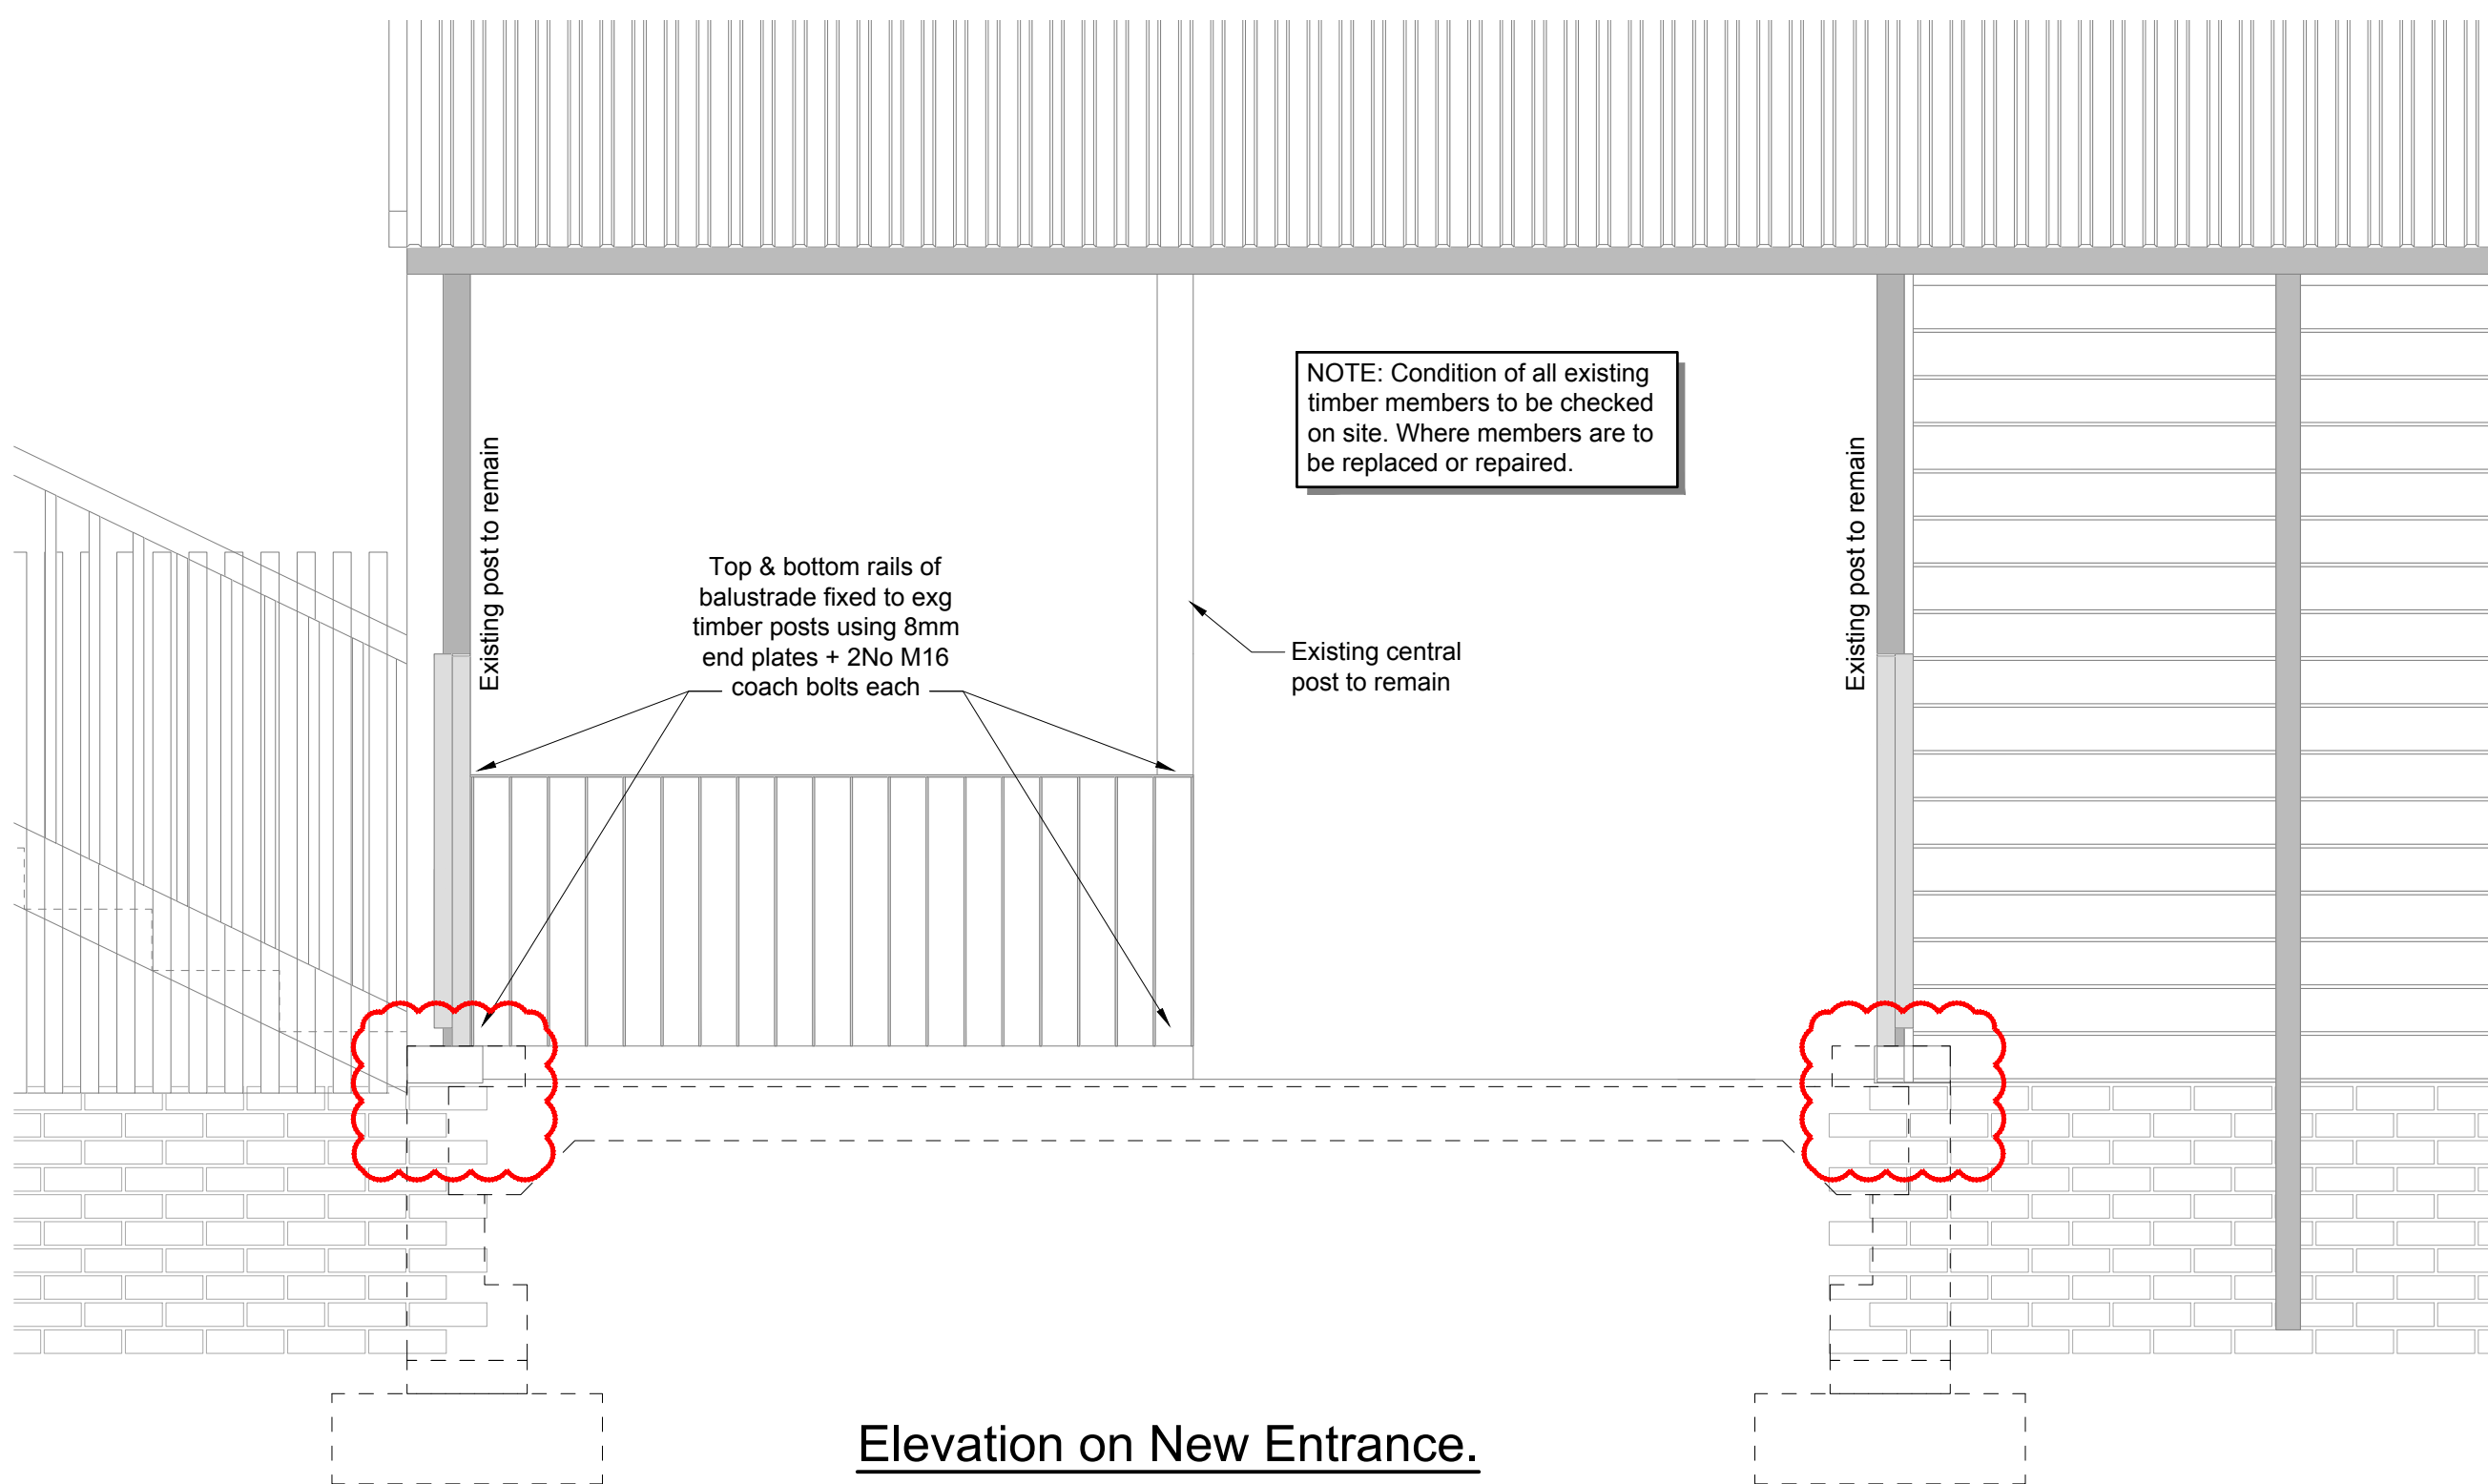 NOTE: Condition of all existing
timber members to be checked
on site. Where members are to
be replaced or repaired.
Existing post to remain
Existing post to remain
Top & bottom rails of
balustrade fixed to exg
timber posts using 8mm
end plates + 2No M16
coach bolts each
Existing central
post to remain
Elevation on New Entrance.